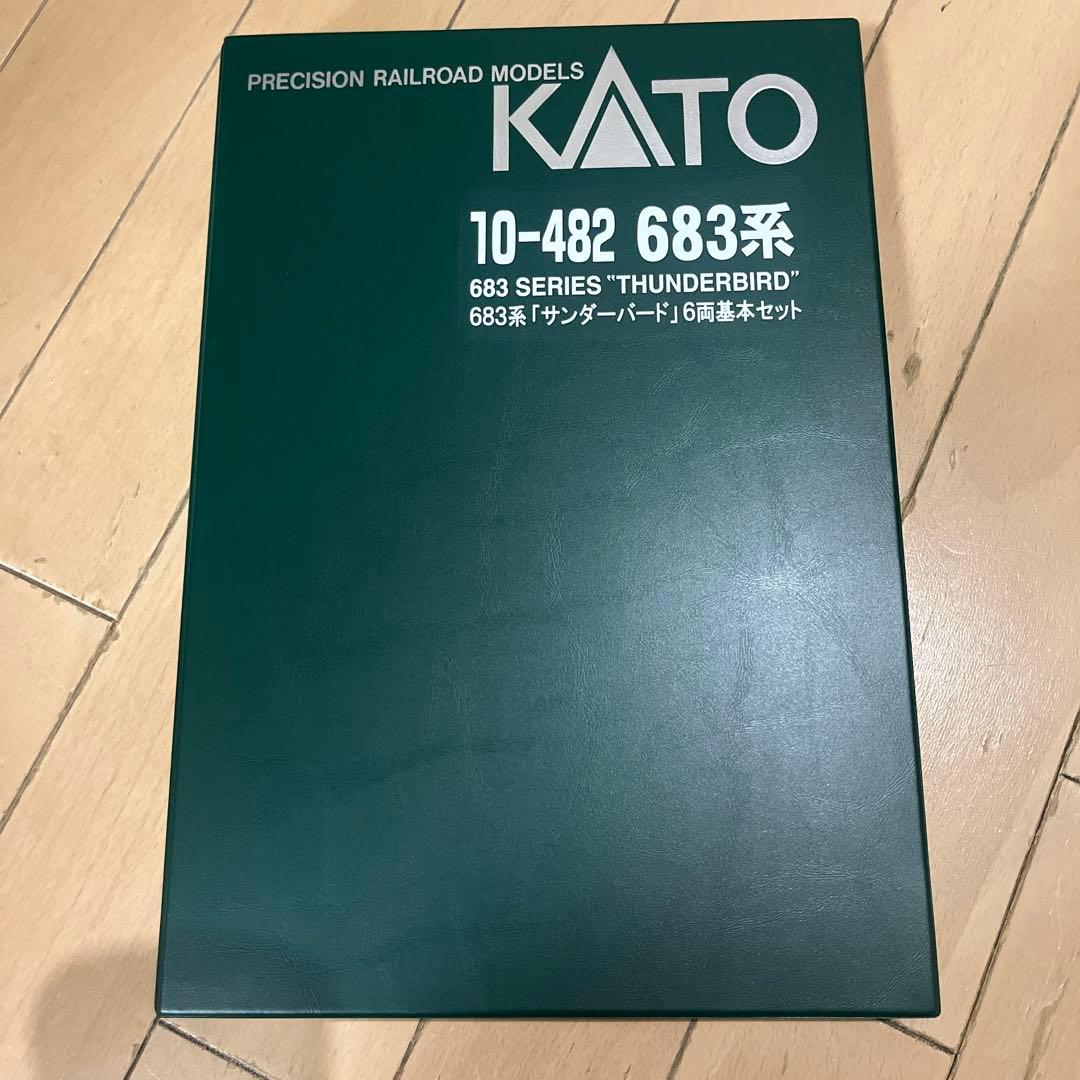 PRECISION RAILROAD MODELS
KATO
10-482 683系
683 SERIES “THUNDERBIRD”
683系「サンダーバード」6両基本セット